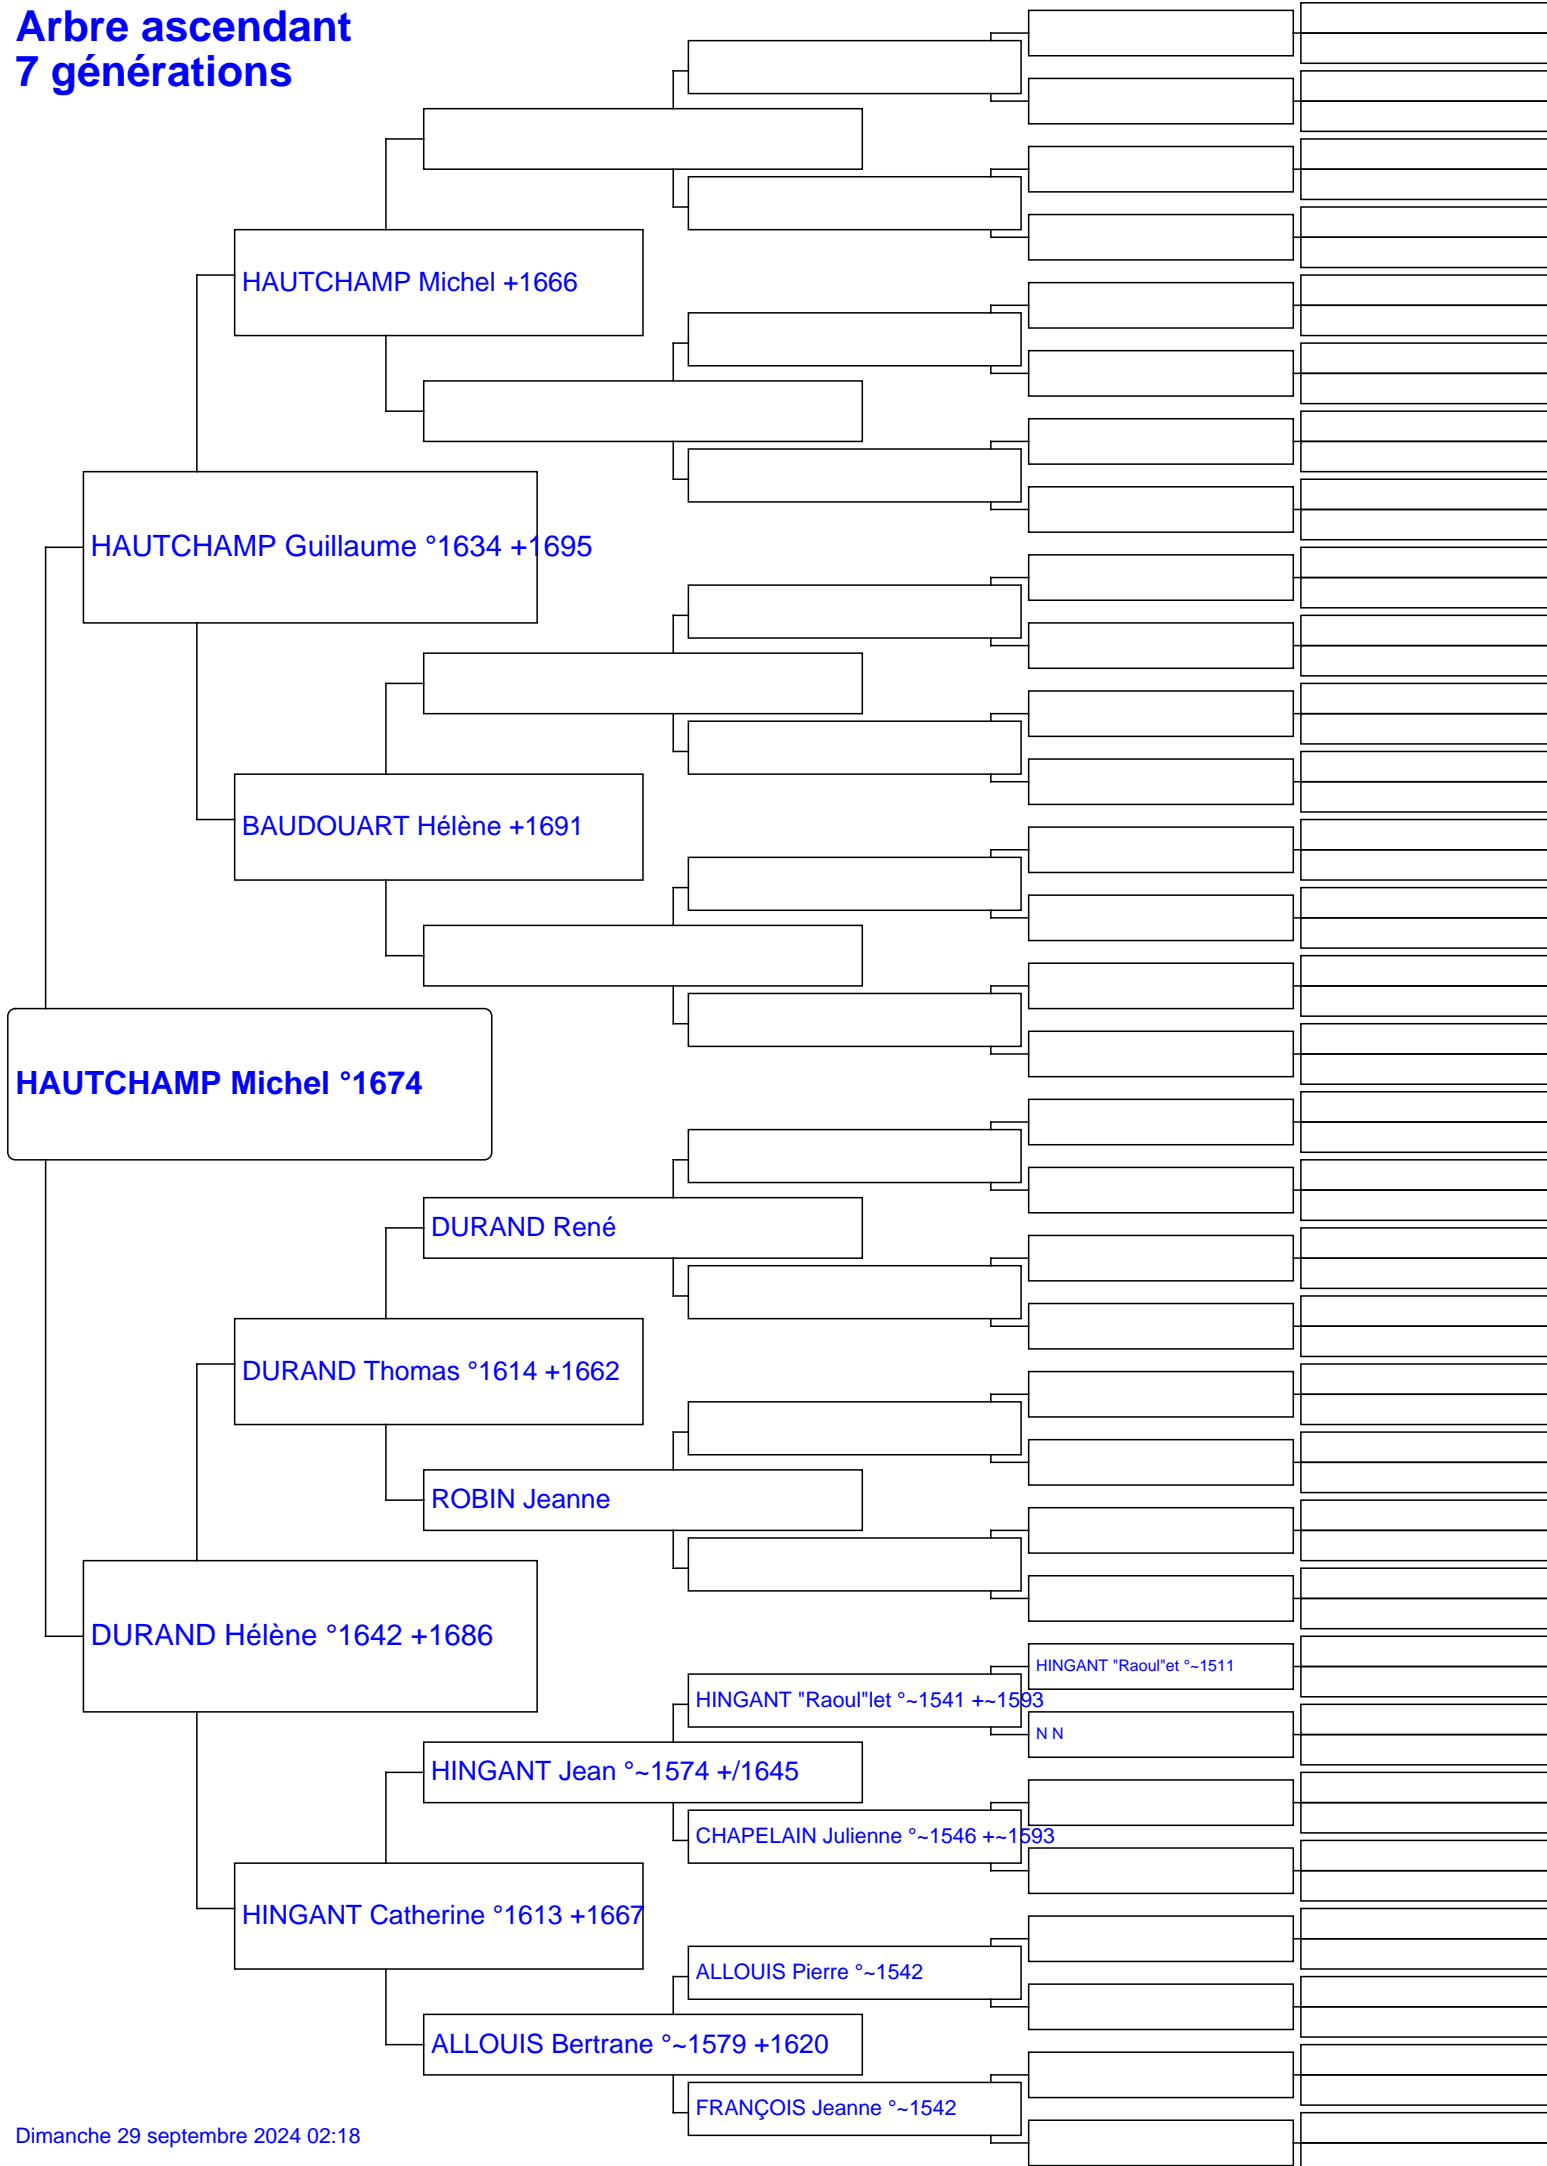 Arbre ascendant
7 générations
HAUTCHAMP Michel +1666
HAUTCHAMP Guillaume °1634 +1695
BAUDOUART Hélène +1691
HAUTCHAMP Michel °1674
DURAND René
DURAND Thomas °1614 +1662
ROBIN Jeanne
DURAND Hélène °1642 +1686
HINGANT "Raoul"et °~1511
HINGANT "Raoul"let °~1541 +~1593
N N
HINGANT Jean °~1574 +/1645
CHAPELAIN Julienne °~1546 +~1593
HINGANT Catherine °1613 +1667
ALLOUIS Pierre °~1542
ALLOUIS Bertrane °~1579 +1620
FRANÇOIS Jeanne °~1542
Dimanche 29 septembre 2024 02:18